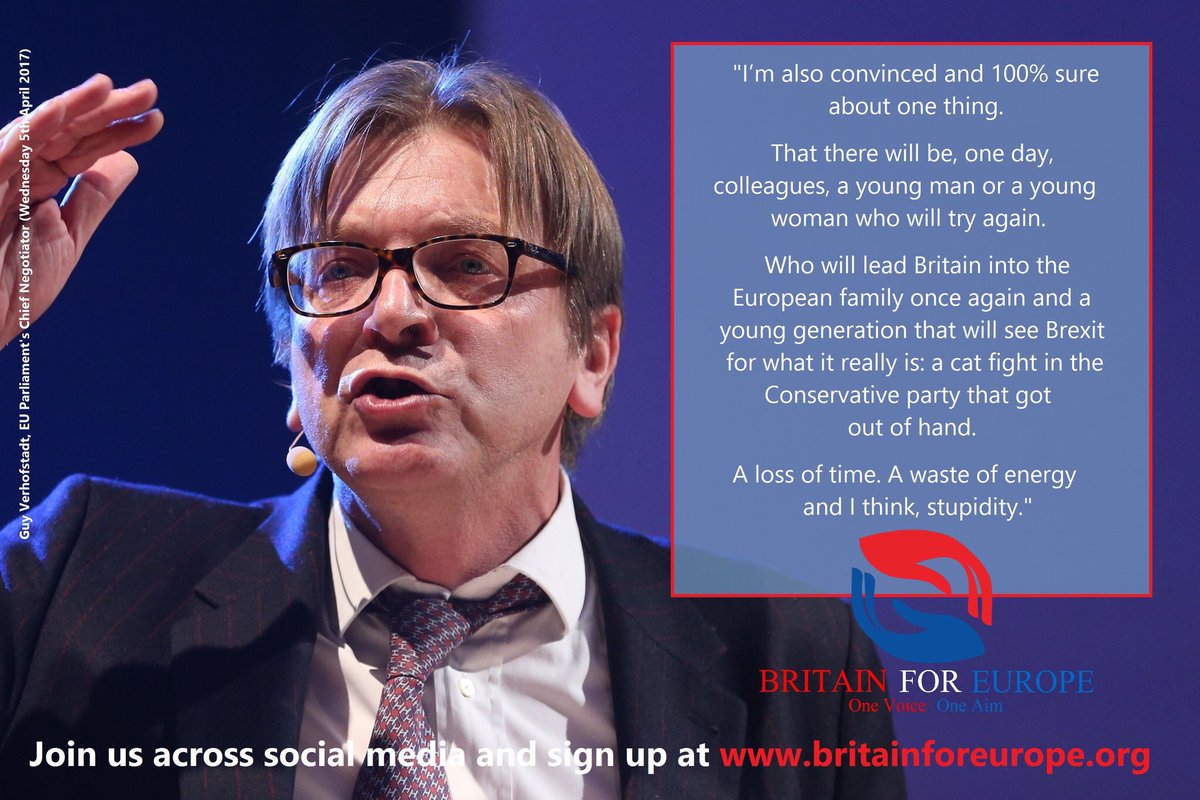 Guy Verhofstadt, EU Parliament's Chief Negotiator (Wednesday 5th April 2017)
"I'm also convinced and 100% sure
about one thing.
That there will be, one day,
colleagues, a young man or a young
woman who will try again.
Who will lead Britain into the
European family once again and a
young generation that will see Brexit
for what it really is: a cat fight in the
Conservative party that got
out of hand.
A loss of time. A waste of energy
and I think, stupidity."
BRITAIN FOR EUROPE
One Voice One Aim
Join us across social media and sign up at www.britainforeurope.org